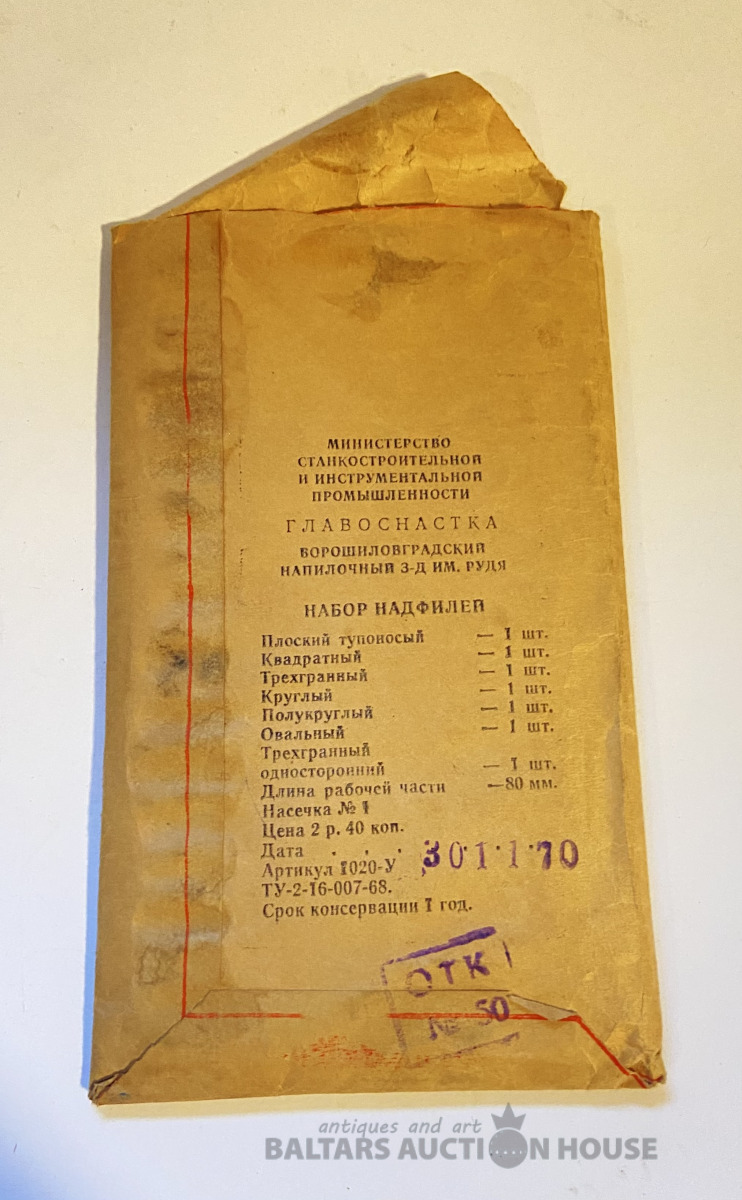 МИНИСТЕРСТВО
СТАНКОСТРОИТЕЛЬНОЙ
И ИНСТРУМЕНТАЛЬНОЙ
ПРОМЫШЛЕННОСТИ
ГЛАВОСНАСТКА
ВОРОШИЛОВГРАДСКИЙ
НАПИЛОЧНЫЙ З-Д ИМ. РУДЯ
НАБОР НАДФИЛЕЙ
Плоский тупоносый — 1 шт.
Квадратный — 1 шт.
Трехгранный — 1 шт.
Круглый — 1 шт.
Полукруглый — 1 шт.
Овальный — 1 шт.
Трехгранный
односторонний — 1 шт.
Длина рабочей части —80 мм.
Насечка № 1
Цена 2 р. 40 коп.
Дата . . . 30·1·1·70
Артикул 1020-У
ТУ-2-16-007-68.
Срок консервации 1 год.
ОТК
№ 50
antiques and art
BALTARS AUCTION HOUSE